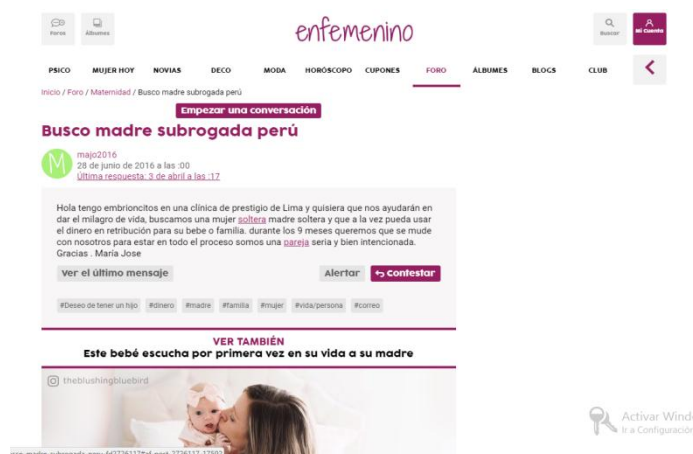 Foros
Álbumes
enfemenino
Buscar
Mi Cuenta
PSICO MUJER HOY NOVIAS DECO MODA HORÓSCOPO CUPONES FORO ÁLBUMES BLOGS CLUB
Inicio / Foro / Maternidad / Busco madre subrogada perú
Empezar una conversación
Busco madre subrogada perú
M
majo2016
28 de junio de 2016 a las :00
Última respuesta: 3 de abril a las :17
Hola tengo embrioncitos en una clínica de prestigio de Lima y quisiera que nos ayudarán en
dar el milagro de vida, buscamos una mujer soltera madre soltera y que a la vez pueda usar
el dinero en retribución para su bebe o familia. durante los 9 meses queremos que se mude
con nosotros para estar en todo el proceso somos una pareja seria y bien intencionada.
Gracias . María Jose
Ver el último mensaje
Alertar
Contestar
#Deseo de tener un hijo #dinero #madre #familia #mujer #vida/persona #correo
VER TAMBIÉN
Este bebé escucha por primera vez en su vida a su madre
theblushingbluebird
Activar Wind
Ir a Configuración